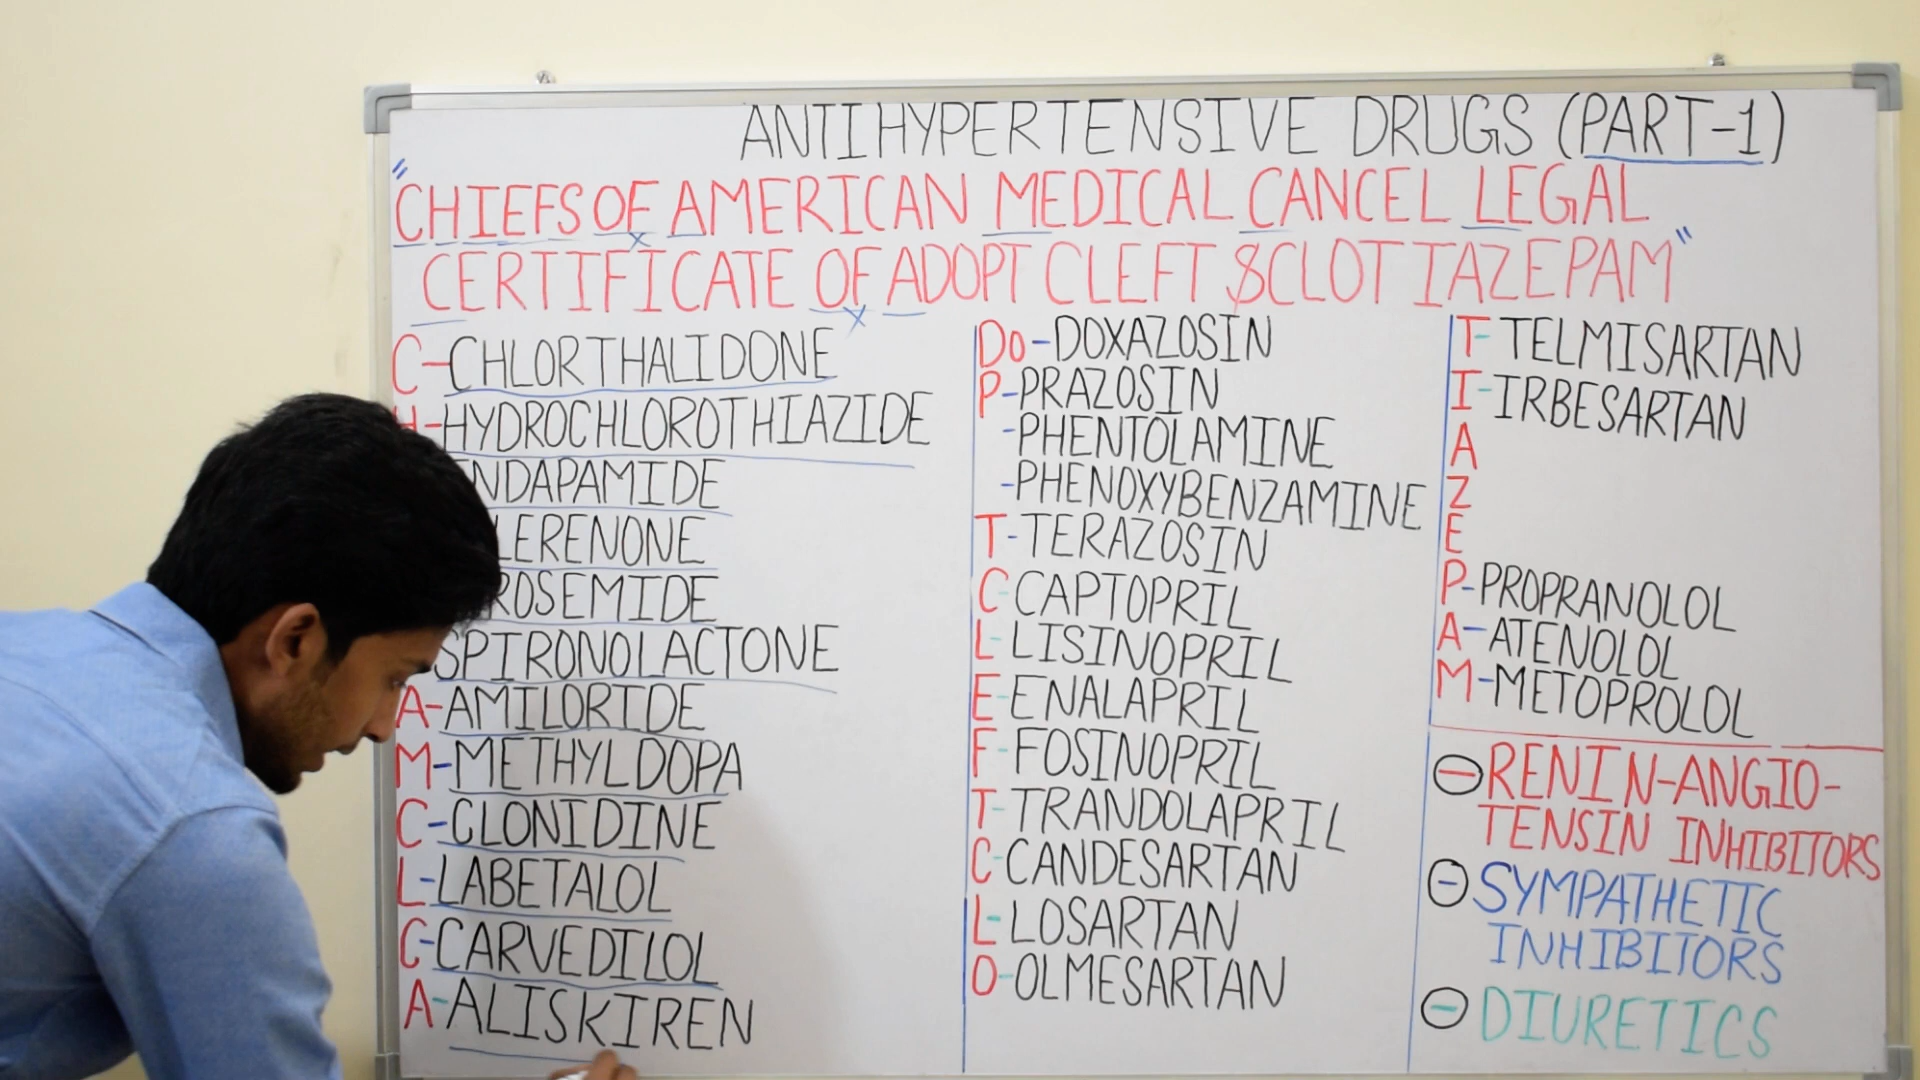 ANTIHYPERTENSIVE DRUGS (PART-1)
"CHIEFS OF AMERICAN MEDICAL CANCEL LEGAL
CERTIFICATE OF ADOPT CLEFT & CLOT TIAZEPAM"
C-CHLORTHALIDONE
H-HYDROCHLOROTHIAZIDE
NDAPAMIDE
LERENONE
ROSEMIDE
SPIRONOLACTONE
A-AMILORIDE
M-METHYLDOPA
C-CLONIDINE
L-LABETALOL
C-CARVEDILOL
A-ALISKIREN
DO-DOXAZOSIN
P-PRAZOSIN
-PHENTOLAMINE
-PHENOXYBENZAMINE
T-TERAZOSIN
C-CAPTOPRIL
L-LISINOPRIL
E-ENALAPRIL
F-FOSINOPRIL
T-TRANDOLAPRIL
C-CANDESARTAN
L-LOSARTAN
O-OLMESARTAN
T-TELMISARTAN
I-IRBESARTAN
A
Z
E
P-PROPRANOLOL
A-ATENOLOL
M-METOPROLOL
⊖ RENIN-ANGIO-
TENSIN INHIBITORS
⊖ SYMPATHETIC
INHIBITORS
⊖ DIURETICS